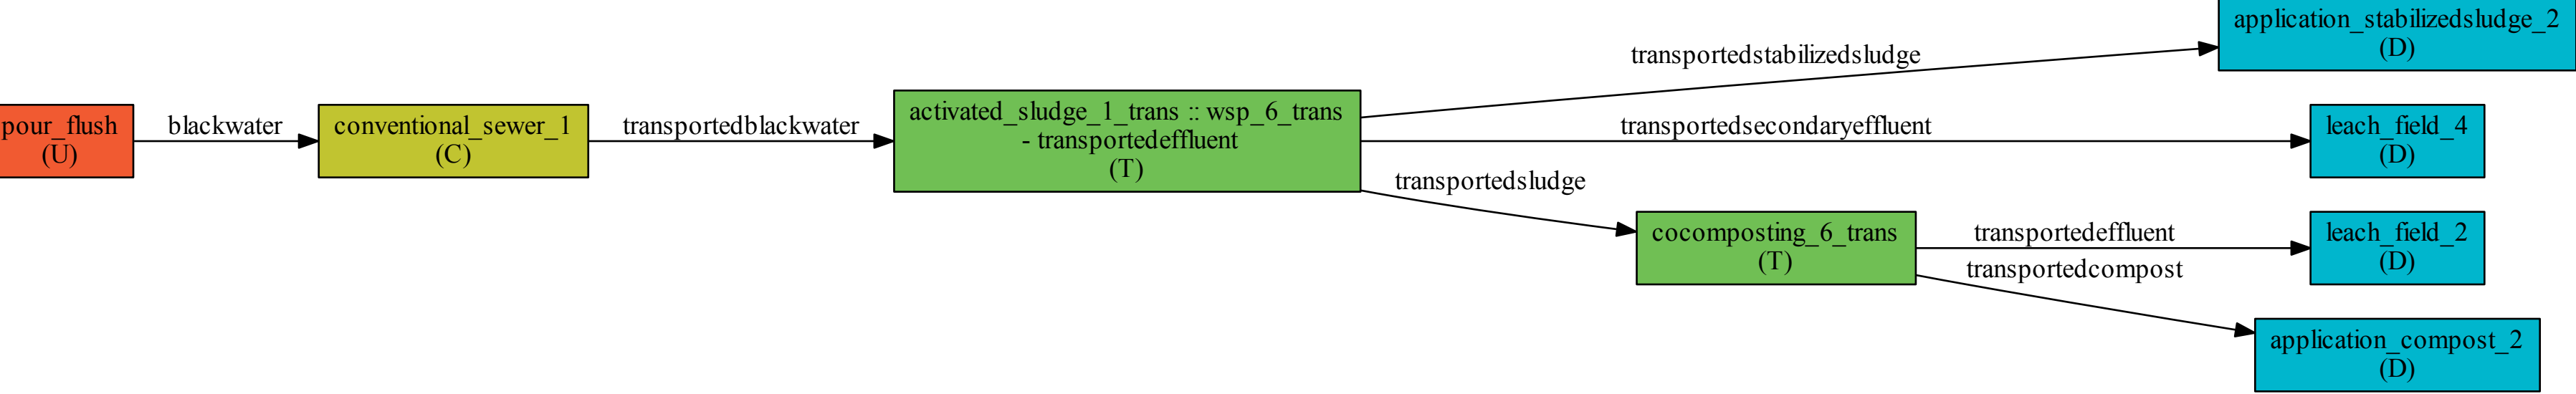 pour_flush
(U)
blackwater
conventional_sewer_1
(C)
transportedblackwater
activated_sludge_1_trans :: wsp_6_trans
- transportedeffluent
(T)
transportedstabilizedsludge
application_stabilizedsludge_2
(D)
transportedsecondaryeffluent
leach_field_4
(D)
transportedsludge
cocomposting_6_trans
(T)
transportedeffluent
leach_field_2
(D)
transportedcompost
application_compost_2
(D)